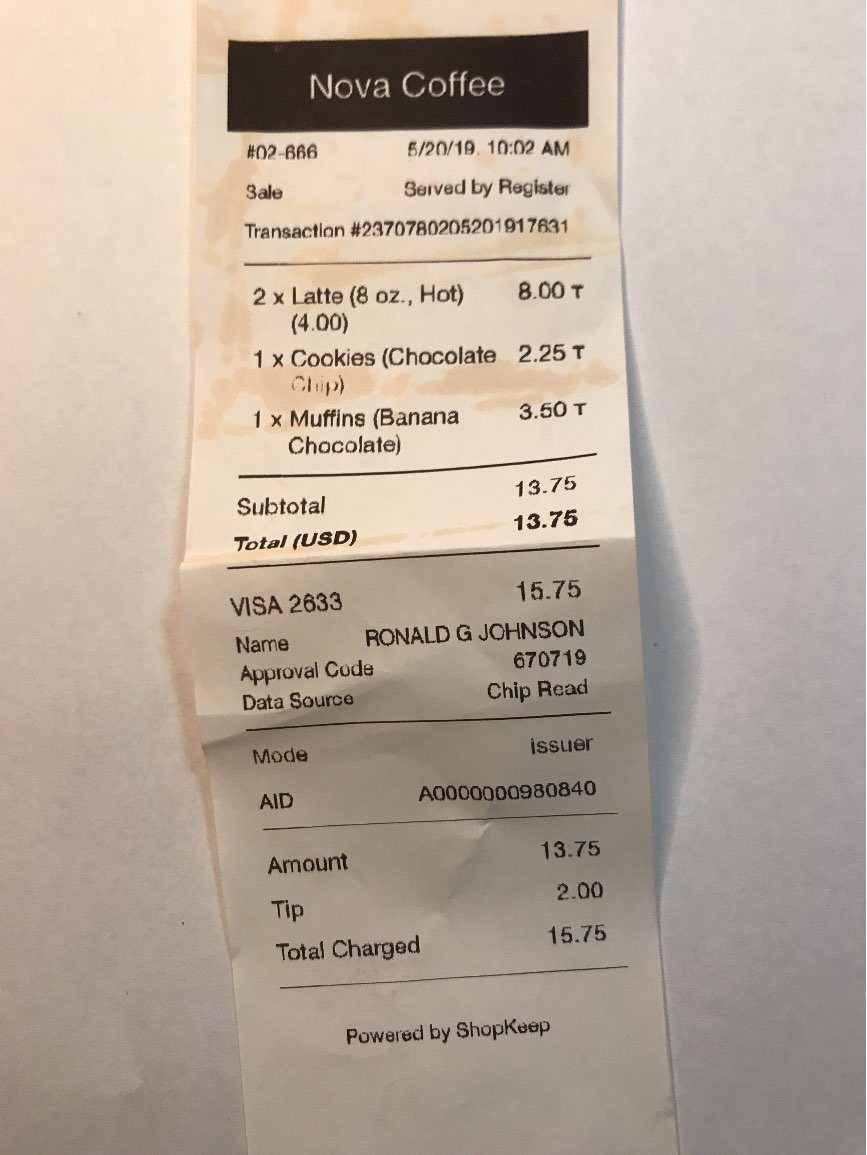 Nova Coffee
#02-666 5/20/19, 10:02 AM
Sale Served by Register
Transaction #2370780205201917631
2 x Latte (8 oz., Hot) 8.00 T
(4.00)
1 x Cookies (Chocolate 2.25 T
Chip)
1 x Muffins (Banana 3.50 T
Chocolate)
Subtotal 13.75
Total (USD) 13.75
VISA 2633 15.75
Name RONALD G JOHNSON
Approval Code 670719
Data Source Chip Read
Mode Issuer
AID A0000000980840
Amount 13.75
Tip 2.00
Total Charged 15.75
Powered by ShopKeep